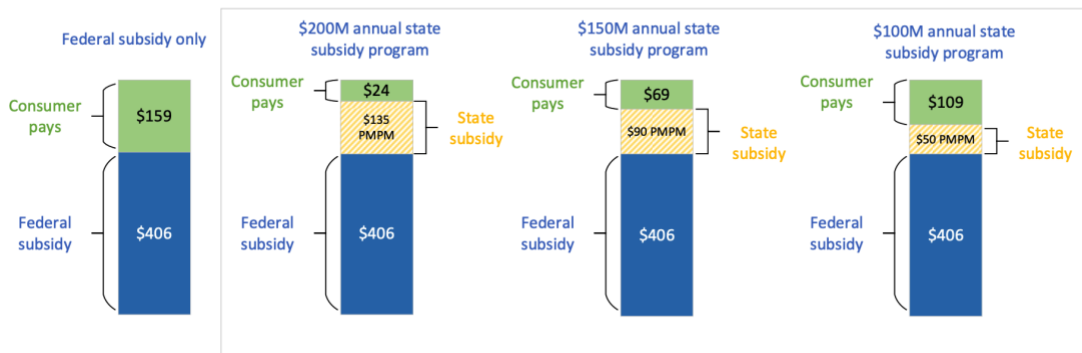 Federal subsidy only
Consumer
pays
$159
Federal
subsidy
$406
$200M annual state
subsidy program
Consumer
pays
$24
$135
PMPM
State
subsidy
Federal
subsidy
$406
$150M annual state
subsidy program
Consumer
pays
$69
$90 PMPM
State
subsidy
Federal
subsidy
$406
$100M annual state
subsidy program
Consumer
pays
$109
$50 PMPM
State
subsidy
Federal
subsidy
$406